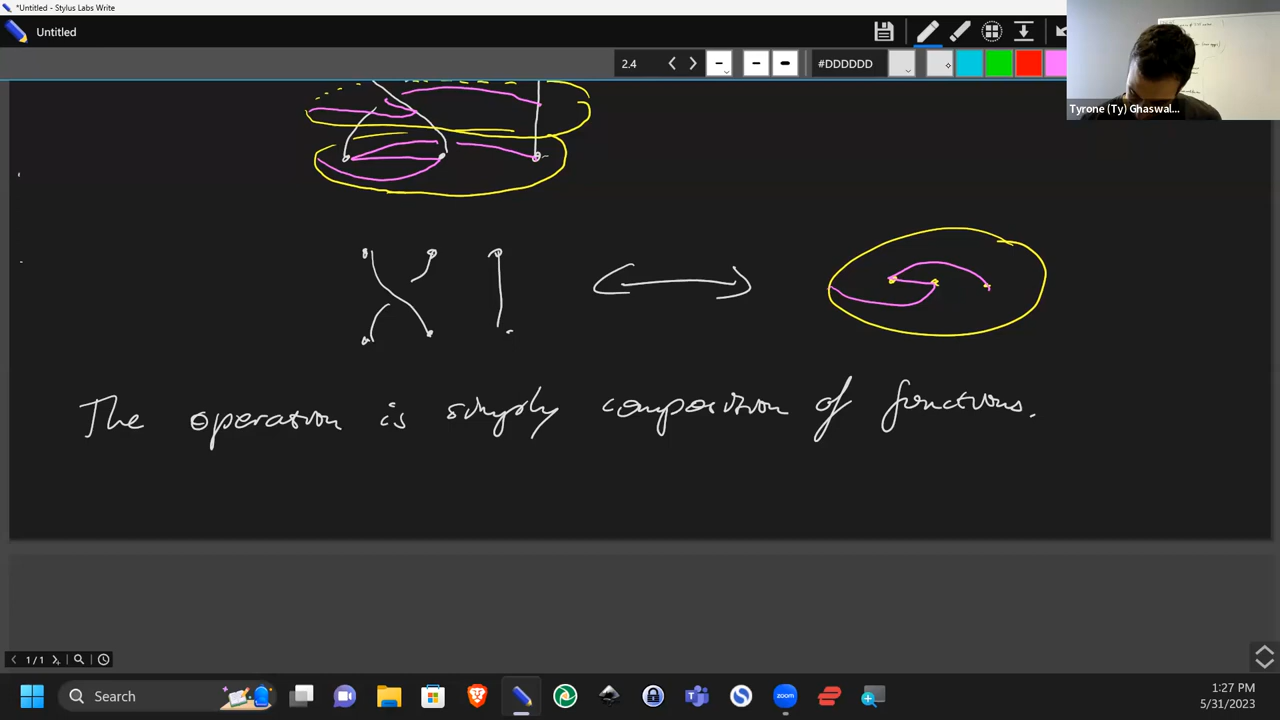 *Untitled - Stylus Labs Write
Untitled
2.4
#DDDDDD
Tyrone (Ty) Ghaswal...
The operation is simply composition of functions.
1/1
Search
1:27 PM
5/31/2023